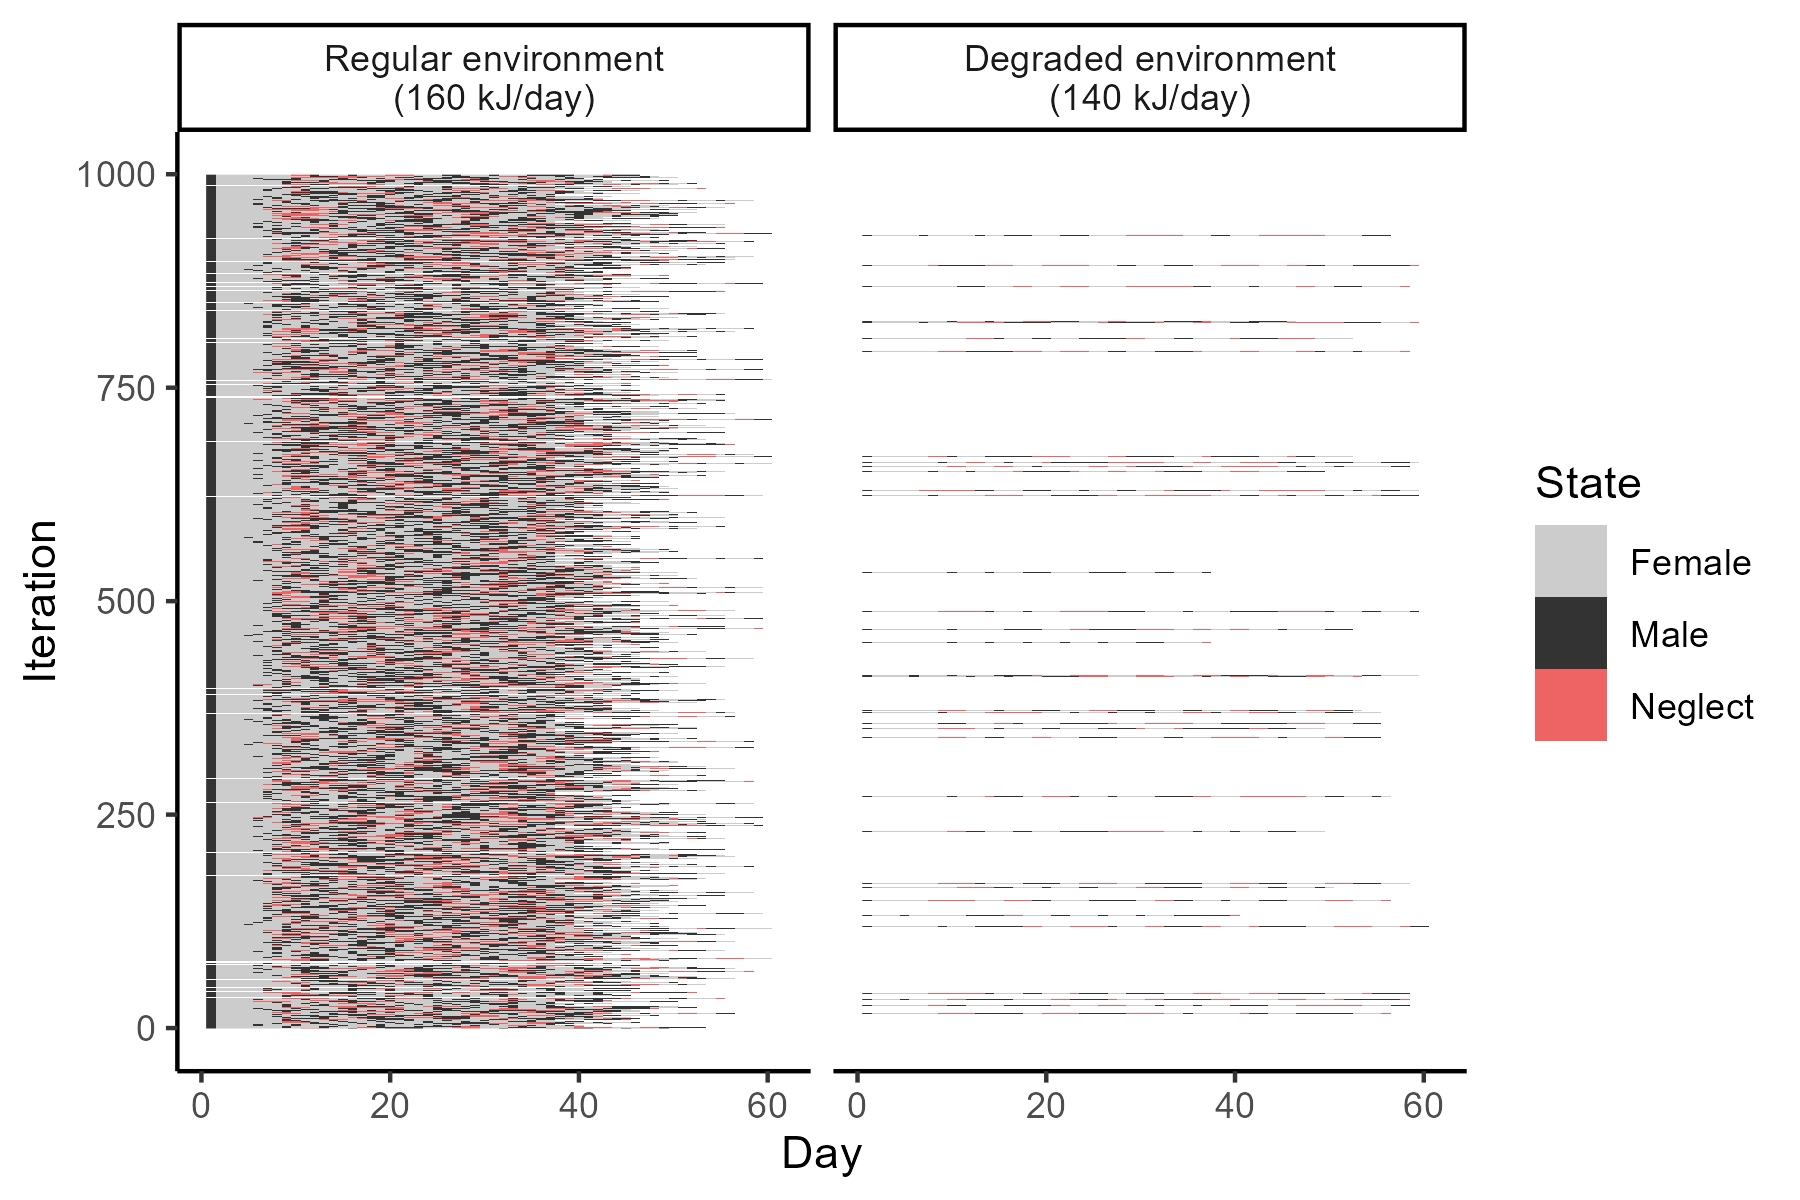 Regular environment
(160 kJ/day)
Degraded environment
(140 kJ/day)
1000
750
500
250
0
Iteration
0
20
40
60
0
20
40
60
Day
State
Female
Male
Neglect